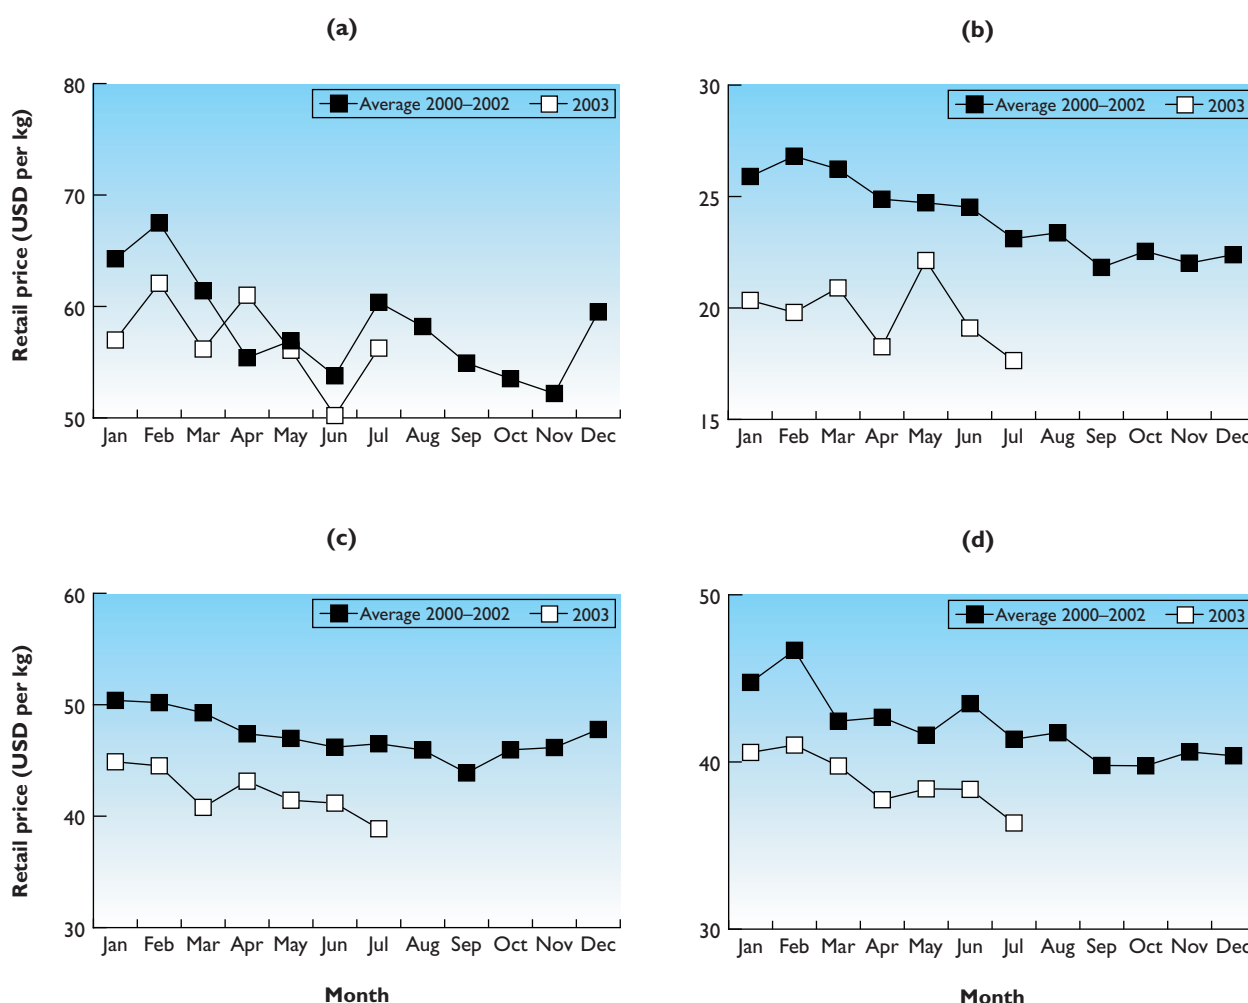 (a)
Retail price (USD per kg)
80
70
60
50
Average 2000–2002 2003
Jan Feb Mar Apr May Jun Jul Aug Sep Oct Nov Dec
(b)
30
25
20
15
Average 2000–2002 2003
Jan Feb Mar Apr May Jun Jul Aug Sep Oct Nov Dec
(c)
Retail price (USD per kg)
60
50
40
30
Average 2000–2002 2003
Jan Feb Mar Apr May Jun Jul Aug Sep Oct Nov Dec
Month
(d)
50
40
30
Average 2000–2002 2003
Jan Feb Mar Apr May Jun Jul Aug Sep Oct Nov Dec
Month